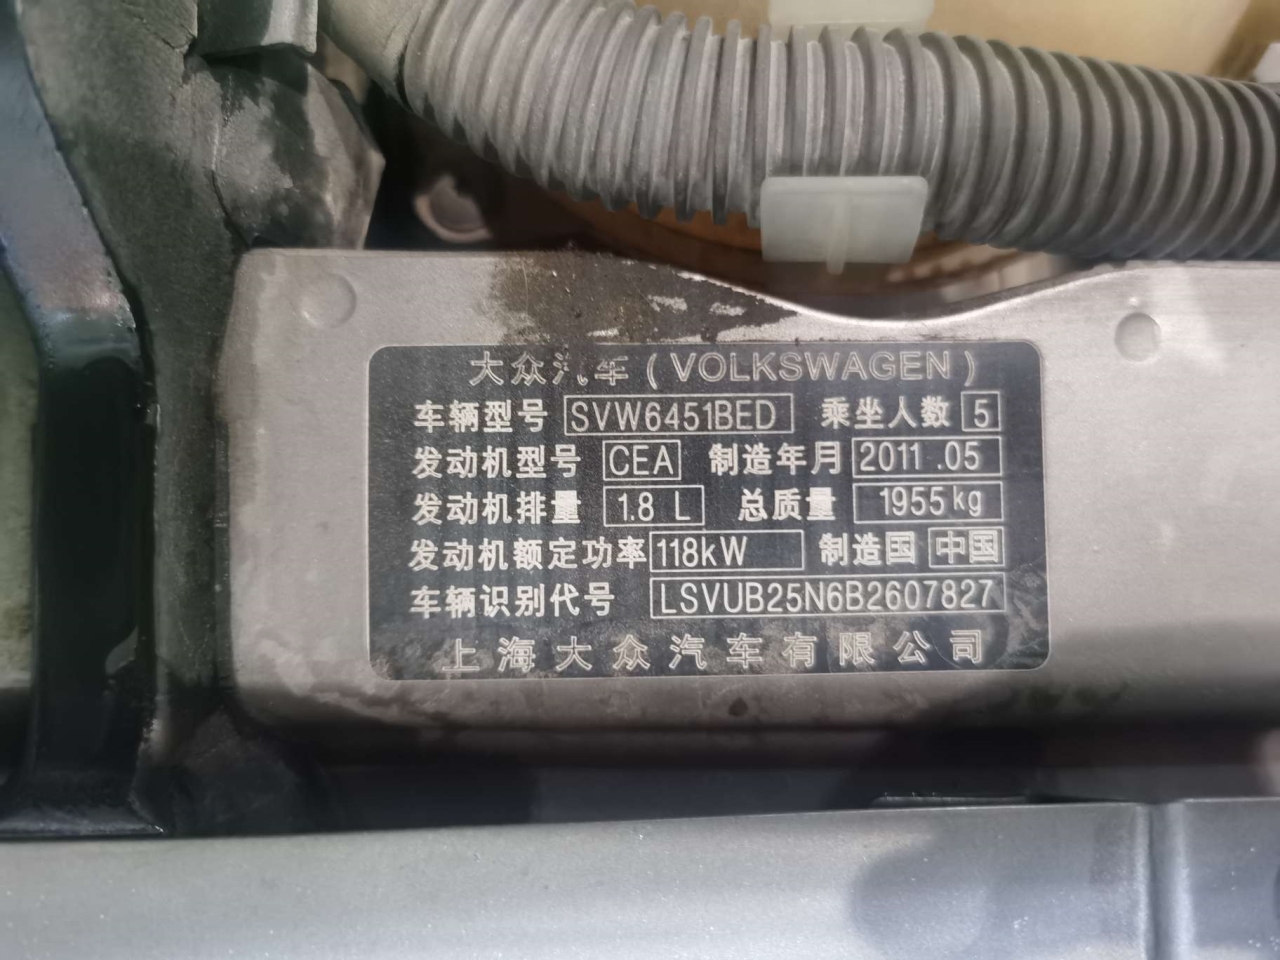 大众汽车(VOLKSWAGEN)
车辆型号 SVW6451BED 乘坐人数 5
发动机型号 CEA 制造年月 2011.05
发动机排量 1.8 L 总质量 1955kg
发动机额定功率 118kW 制造国 中国
车辆识别代号 LSVUB25N6B2607827
上海大众汽车有限公司